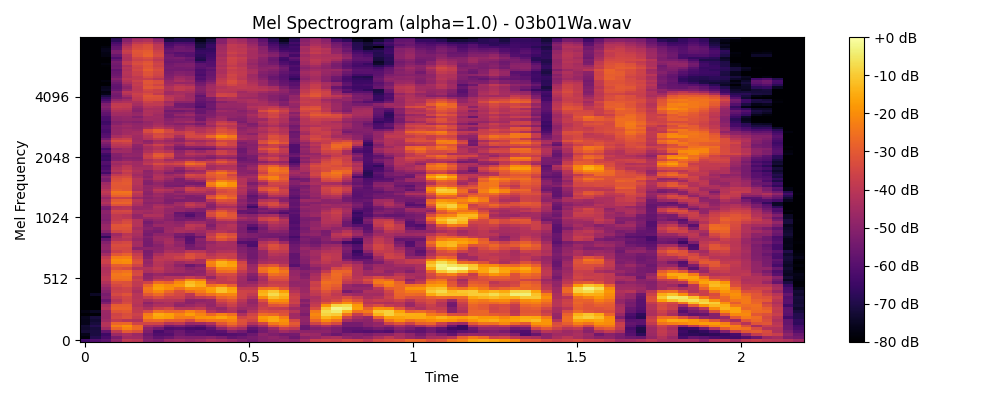 Mel Spectrogram (alpha=1.0) - 03b01Wa.wav
Mel Frequency
4096
2048
1024
512
0
0
0.5
1
1.5
2
Time
+0 dB
-10 dB
-20 dB
-30 dB
-40 dB
-50 dB
-60 dB
-70 dB
-80 dB